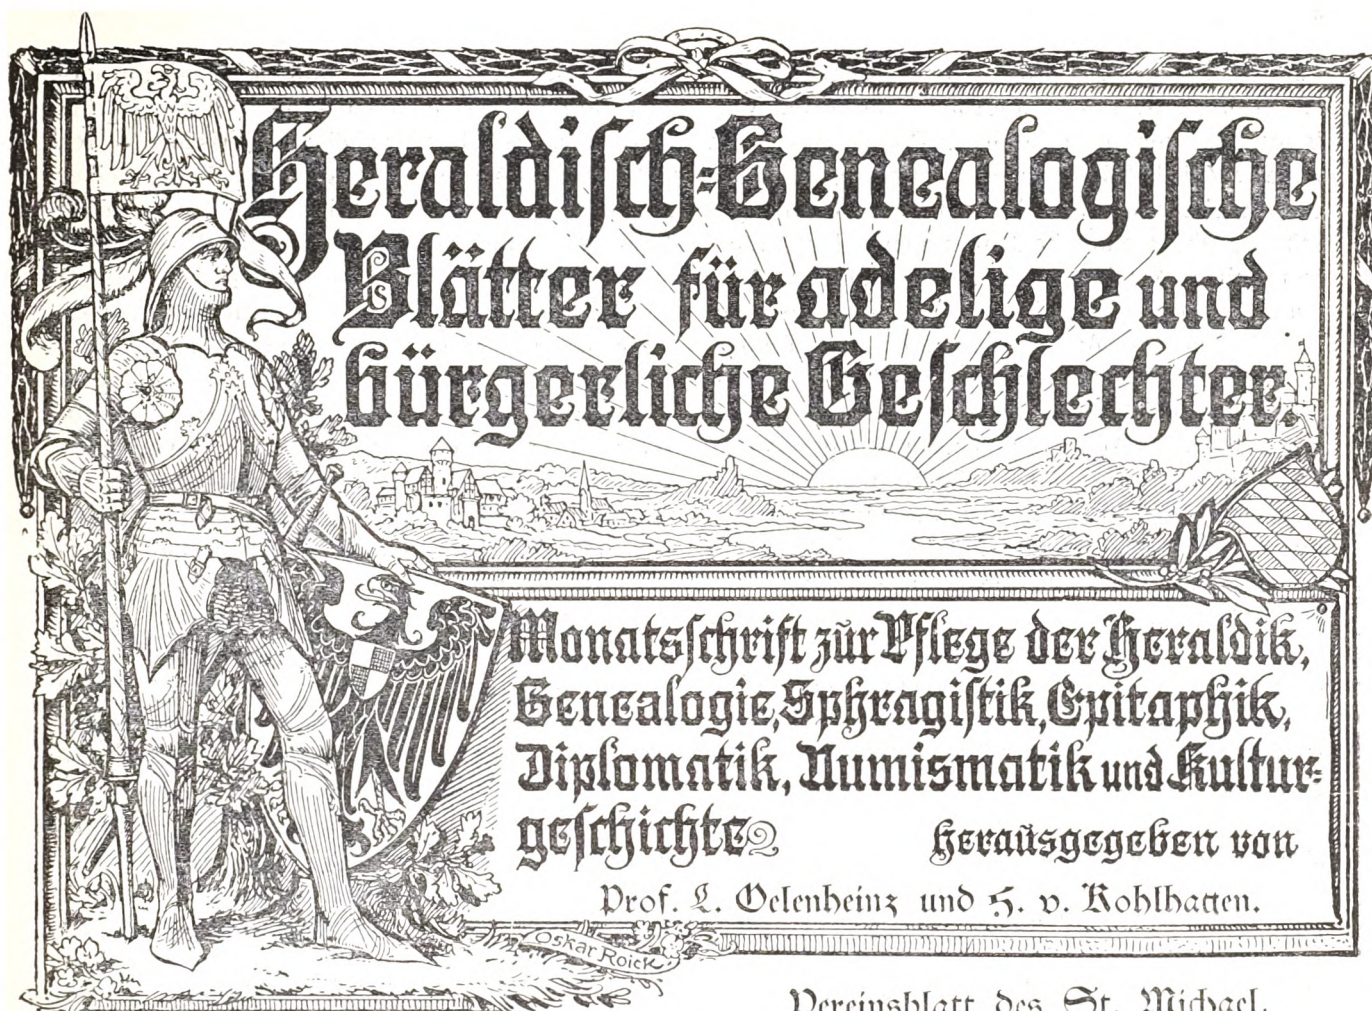 Heraldisch-Genealogische
Blätter für adelige und
bürgerliche Geschlechter.
Monatsschrift zur Pflege der Heraldik,
Genealogie, Sphragistik, Epitaphik,
Diplomatik, Numismatik und Kultur-
geschichte
Herausgegeben von
Prof. L. Oelenheinz und H. v. Kohlhagen.
Oskar Roick
Vereinsblatt des St. Michael.